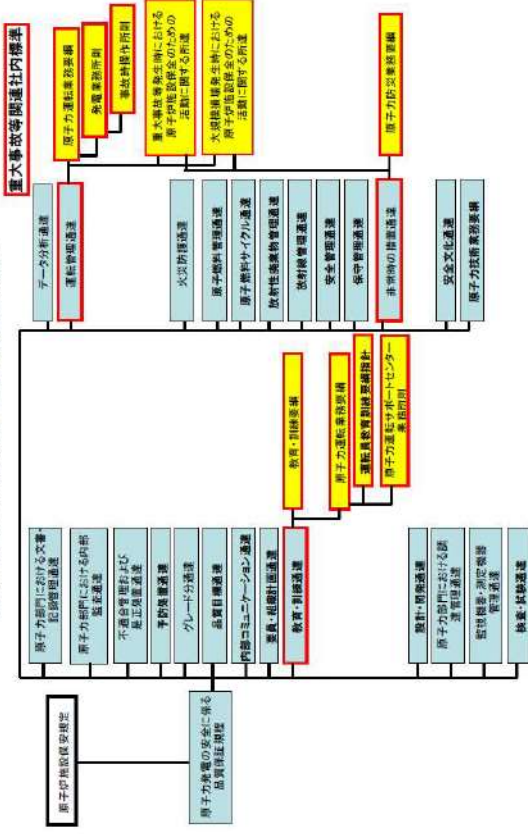 重大事故等関連社内標準
原子炉施設保安規定
原子力発電の安全に係る
品質保証規程
原子力部門における文書・
記録管理通達
原子力部門における内部
監査通達
不適合管理および
是正処置通達
予防処置通達
グレード分け通達
品質目標通達
内部コミュニケーション通達
要員・組織計画通達
教育・訓練通達
教育・訓練要綱
原子力運転業務要綱
運転員教育訓練要綱指針
原子力運転サポートセンター
業務所則
設計・開発通達
原子力部門における調
達管理通達
監視機器・測定機器
管理通達
検査・試験通達
データ分析通達
運転管理通達
原子力運転業務要綱
発電業務所則
事故時操作所則
重大事故等発生時における
原子炉施設保全のための
活動に関する所達
大規模損壊発生時における
原子炉施設保全のための
活動に関する所達
火災防護通達
原子燃料管理通達
原子燃料サイクル通達
放射性廃棄物管理通達
放射線管理通達
安全管理通達
保守管理通達
非常時の措置通達
原子力防災業務要綱
安全文化通達
原子力技術業務要綱